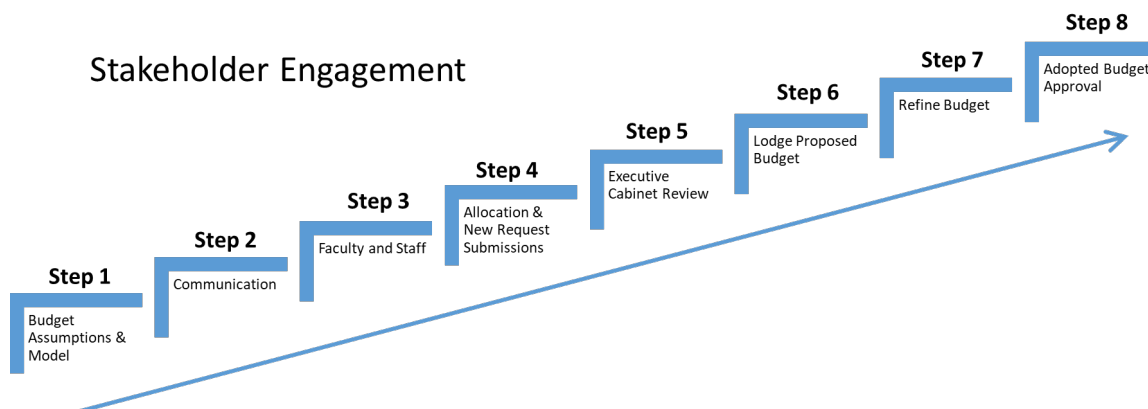 Stakeholder Engagement
Step 1
Budget
Assumptions &
Model
Step 2
Communication
Step 3
Faculty and Staff
Step 4
Allocation &
New Request
Submissions
Step 5
Executive
Cabinet Review
Step 6
Lodge Proposed
Budget
Step 7
Refine Budget
Step 8
Adopted Budget
Approval